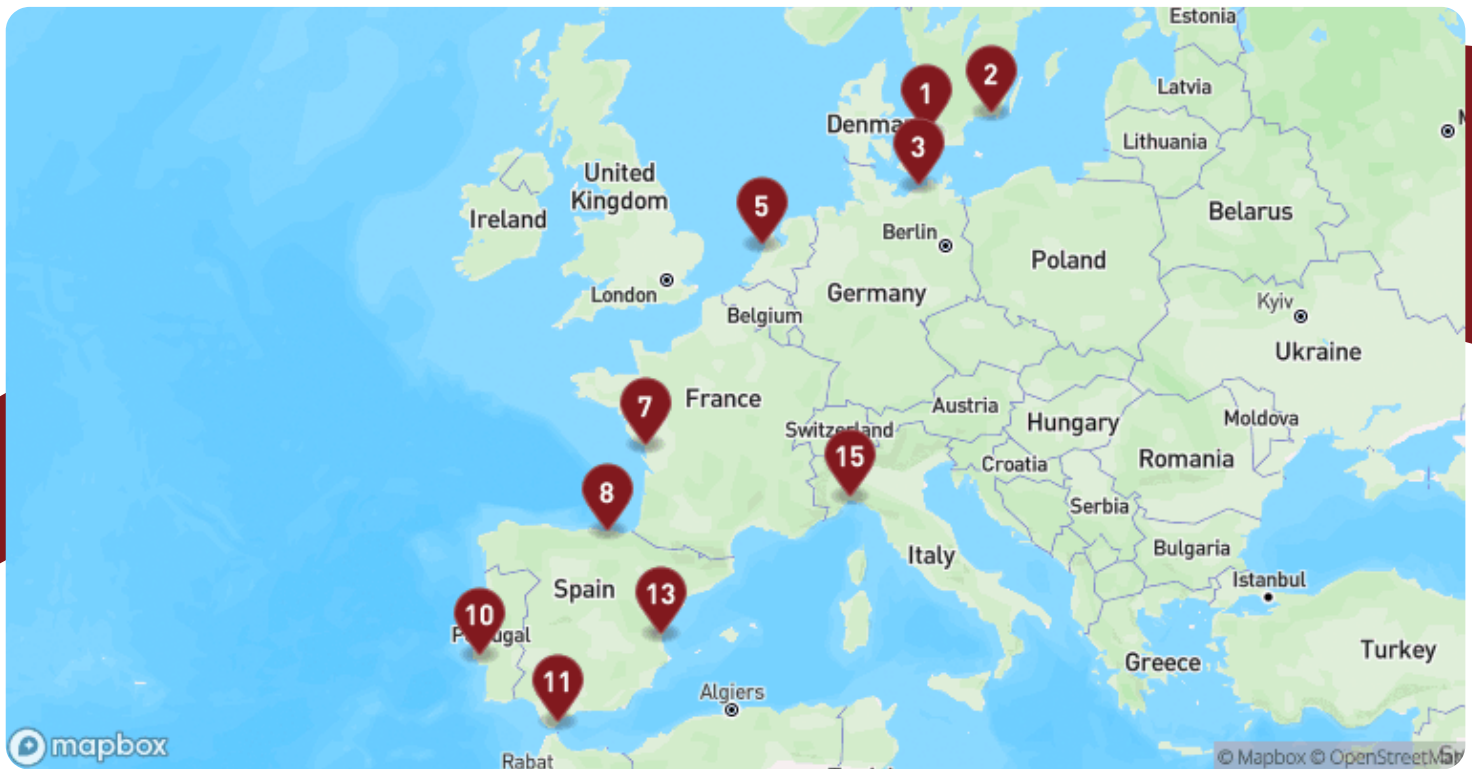 Estonia
2
1
Latvia
Denma
3
Lithuania
United
Kingdom
Ireland
5
Belarus
Berlin
Poland
London
Germany
Kyiv
Belgium
Ukraine
7
France
Austria
Moldova
Switzerland
Hungary
15
Croatia
Romania
8
Serbia
Italy
Bulgaria
Spain
13
Istanbul
10
Portugal
Turkey
Greece
11
Algiers
mapbox
Rabat
© Mapbox © OpenStreetMap